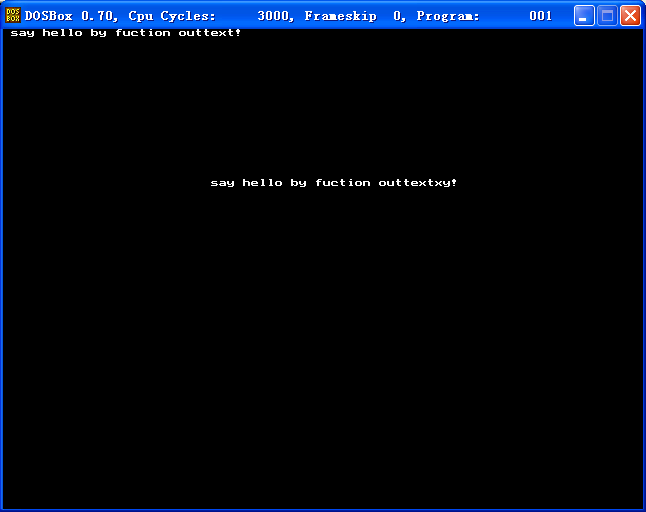 DOS
BOX
DOSBox 0.70, Cpu Cycles: 3000, Frameskip 0, Program: 001
say hello by fuction outtext!
say hello by fuction outtextxy!